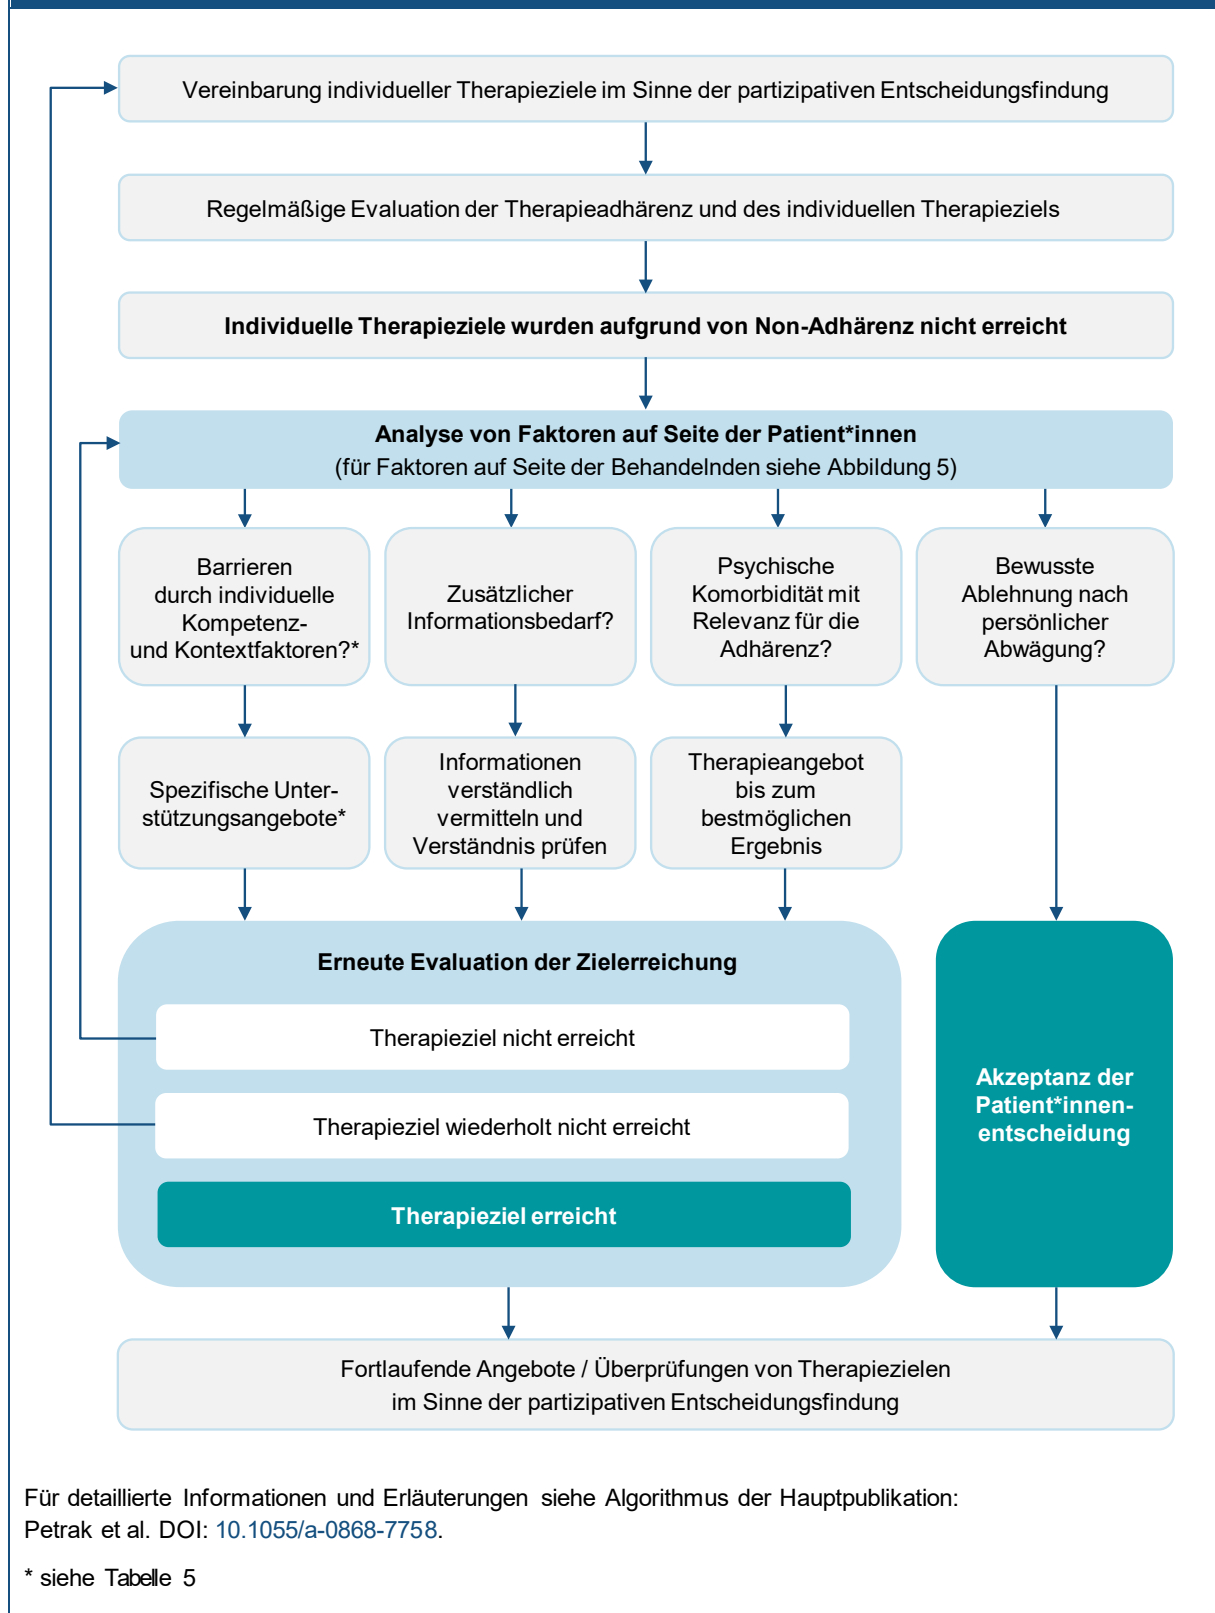 Vereinbarung individueller Therapieziele im Sinne der partizipativen Entscheidungsfindung
Regelmäßige Evaluation der Therapieadhärenz und des individuellen Therapieziels
Individuelle Therapieziele wurden aufgrund von Non-Adhärenz nicht erreicht
Analyse von Faktoren auf Seite der Patient*innen
(für Faktoren auf Seite der Behandelnden siehe Abbildung 5)
Barrieren
durch individuelle
Kompetenz-
und Kontextfaktoren?*
Zusätzlicher
Informationsbedarf?
Psychische
Komorbidität mit
Relevanz für die
Adhärenz?
Bewusste
Ablehnung nach
persönlicher
Abwägung?
Spezifische Unter-
stützungsangebote*
Informationen
verständlich
vermitteln und
Verständnis prüfen
Therapieangebot
bis zum
bestmöglichen
Ergebnis
Erneute Evaluation der Zielerreichung
Therapieziel nicht erreicht
Therapieziel wiederholt nicht erreicht
Therapieziel erreicht
Akzeptanz der
Patient*innen-
entscheidung
Fortlaufende Angebote / Überprüfungen von Therapiezielen
im Sinne der partizipativen Entscheidungsfindung
Für detaillierte Informationen und Erläuterungen siehe Algorithmus der Hauptpublikation:
Petrak et al. DOI: 10.1055/a-0868-7758.
* siehe Tabelle 5